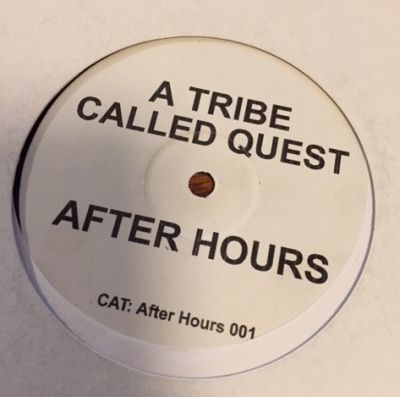 A TRIBE
CALLED QUEST
AFTER HOURS
CAT: After Hours 001